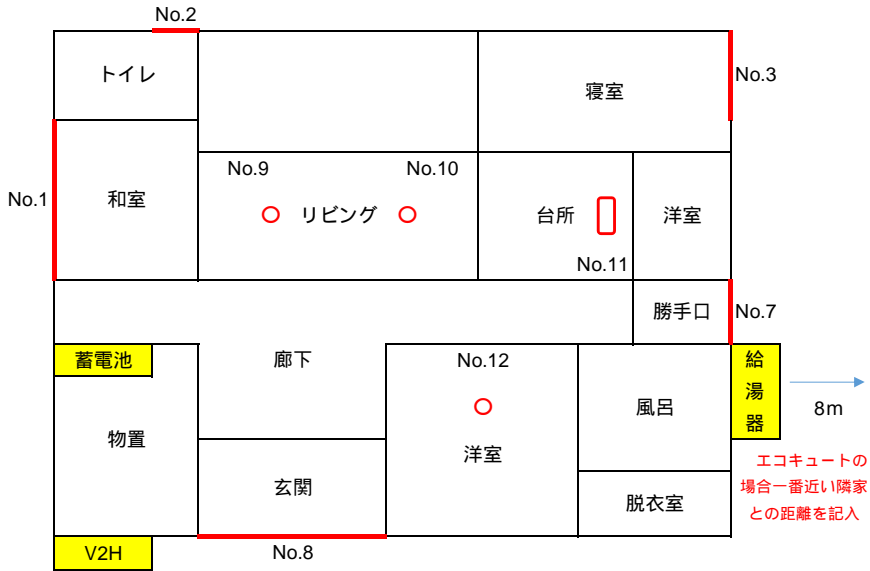 No.2
トイレ
寝室
No.3
No.1
和室
No.9
No.10
リビング
台所
洋室
No.11
勝手口
No.7
蓄電池
廊下
No.12
給
湯
器
8m
物置
風呂
洋室
エコキュートの
場合一番近い隣家
との距離を記入
玄関
脱衣室
V2H
No.8